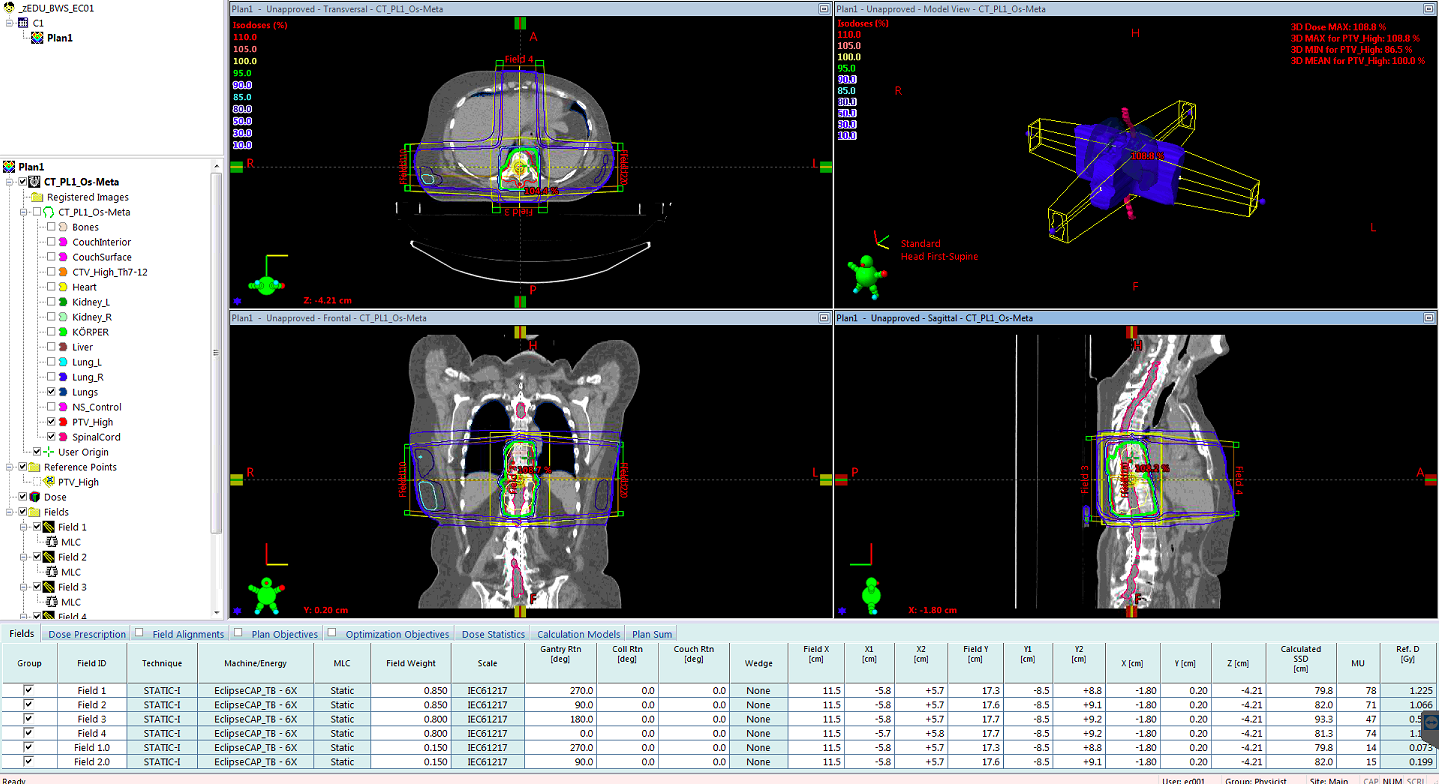 _zEDU_BWS_EC01
C1
Plan1
Plan1
CT_PL1_Os-Meta
Registered Images
CT_PL1_Os-Meta
Bones
CouchInterior
CouchSurface
CTV_High_Th7-12
Heart
Kidney_L
Kidney_R
KÖRPER
Liver
Lung_L
Lung_R
Lungs
NS_Control
PTV_High
SpinalCord
User Origin
Reference Points
PTV_High
Dose
Fields
Field 1
MLC
Field 2
MLC
Field 3
MLC
Field 4
Plan1 - Unapproved - Transversal - CT_PL1_Os-Meta
Isodoses (%)
110.0
105.0
100.0
95.0
90.0
85.0
80.0
50.0
30.0
10.0
A
Field 4
R
L
Field 3
P
Z: -4.21 cm
Plan1 - Unapproved - Model View - CT_PL1_Os-Meta
Isodoses (%)
110.0
105.0
100.0
95.0
90.0
85.0
80.0
50.0
30.0
10.0
3D Dose MAX: 100.8 %
3D MAX for PTV_High: 100.8 %
3D MIN for PTV_High: 86.5 %
3D MEAN for PTV_High: 100.0 %
H
R
L
F
Standard
Head First-Supine
Plan1 - Unapproved - Frontal - CT_PL1_Os-Meta
H
R
L
F
Y: 0.20 cm
Plan1 - Unapproved - Sagittal - CT_PL1_Os-Meta
H
P
Field 3
Field 4
A
F
X: -1.80 cm
Fields Dose Prescription Field Alignments Plan Objectives Optimization Objectives Dose Statistics Calculation Models Plan Sum
Group Field ID Technique Machine/Energy MLC Field Weight Scale Gantry Rtn [deg] Coll Rtn [deg] Couch Rtn [deg] Wedge Field X [cm] X1 [cm] X2 [cm] Field Y [cm] Y1 [cm] Y2 [cm] X [cm] Y [cm] Z [cm] Calculated SSD [cm] MU Ref. D [Gy]
Field 1 STATIC-I EclipseCAP_TB - 6X Static 0.850 IEC61217 270.0 0.0 0.0 None 11.5 -5.8 +5.7 17.3 -8.5 +8.8 -1.80 0.20 -4.21 79.8 78 1.225
Field 2 STATIC-I EclipseCAP_TB - 6X Static 0.850 IEC61217 90.0 0.0 0.0 None 11.5 -5.8 +5.7 17.6 -8.5 +9.1 -1.80 0.20 -4.21 82.0 71 1.066
Field 3 STATIC-I EclipseCAP_TB - 6X Static 0.800 IEC61217 180.0 0.0 0.0 None 11.5 -5.8 +5.7 17.7 -8.5 +9.2 -1.80 0.20 -4.21 93.3 47
Field 4 STATIC-I EclipseCAP_TB - 6X Static 0.800 IEC61217 0.0 0.0 0.0 None 11.5 -5.7 +5.8 17.7 -8.5 +9.2 -1.80 0.20 -4.21 81.3 74
Field 1.0 STATIC-I EclipseCAP_TB - 6X Static 0.150 IEC61217 270.0 0.0 0.0 None 11.5 -5.8 +5.7 17.3 -8.5 +8.8 -1.80 0.20 -4.21 79.8 14 0.073
Field 2.0 STATIC-I EclipseCAP_TB - 6X Static 0.150 IEC61217 90.0 0.0 0.0 None 11.5 -5.8 +5.7 17.6 -8.5 +9.1 -1.80 0.20 -4.21 82.0 15 0.199
Ready User: ec001 Group: Physicist Site: Main CAP NUM SCRL